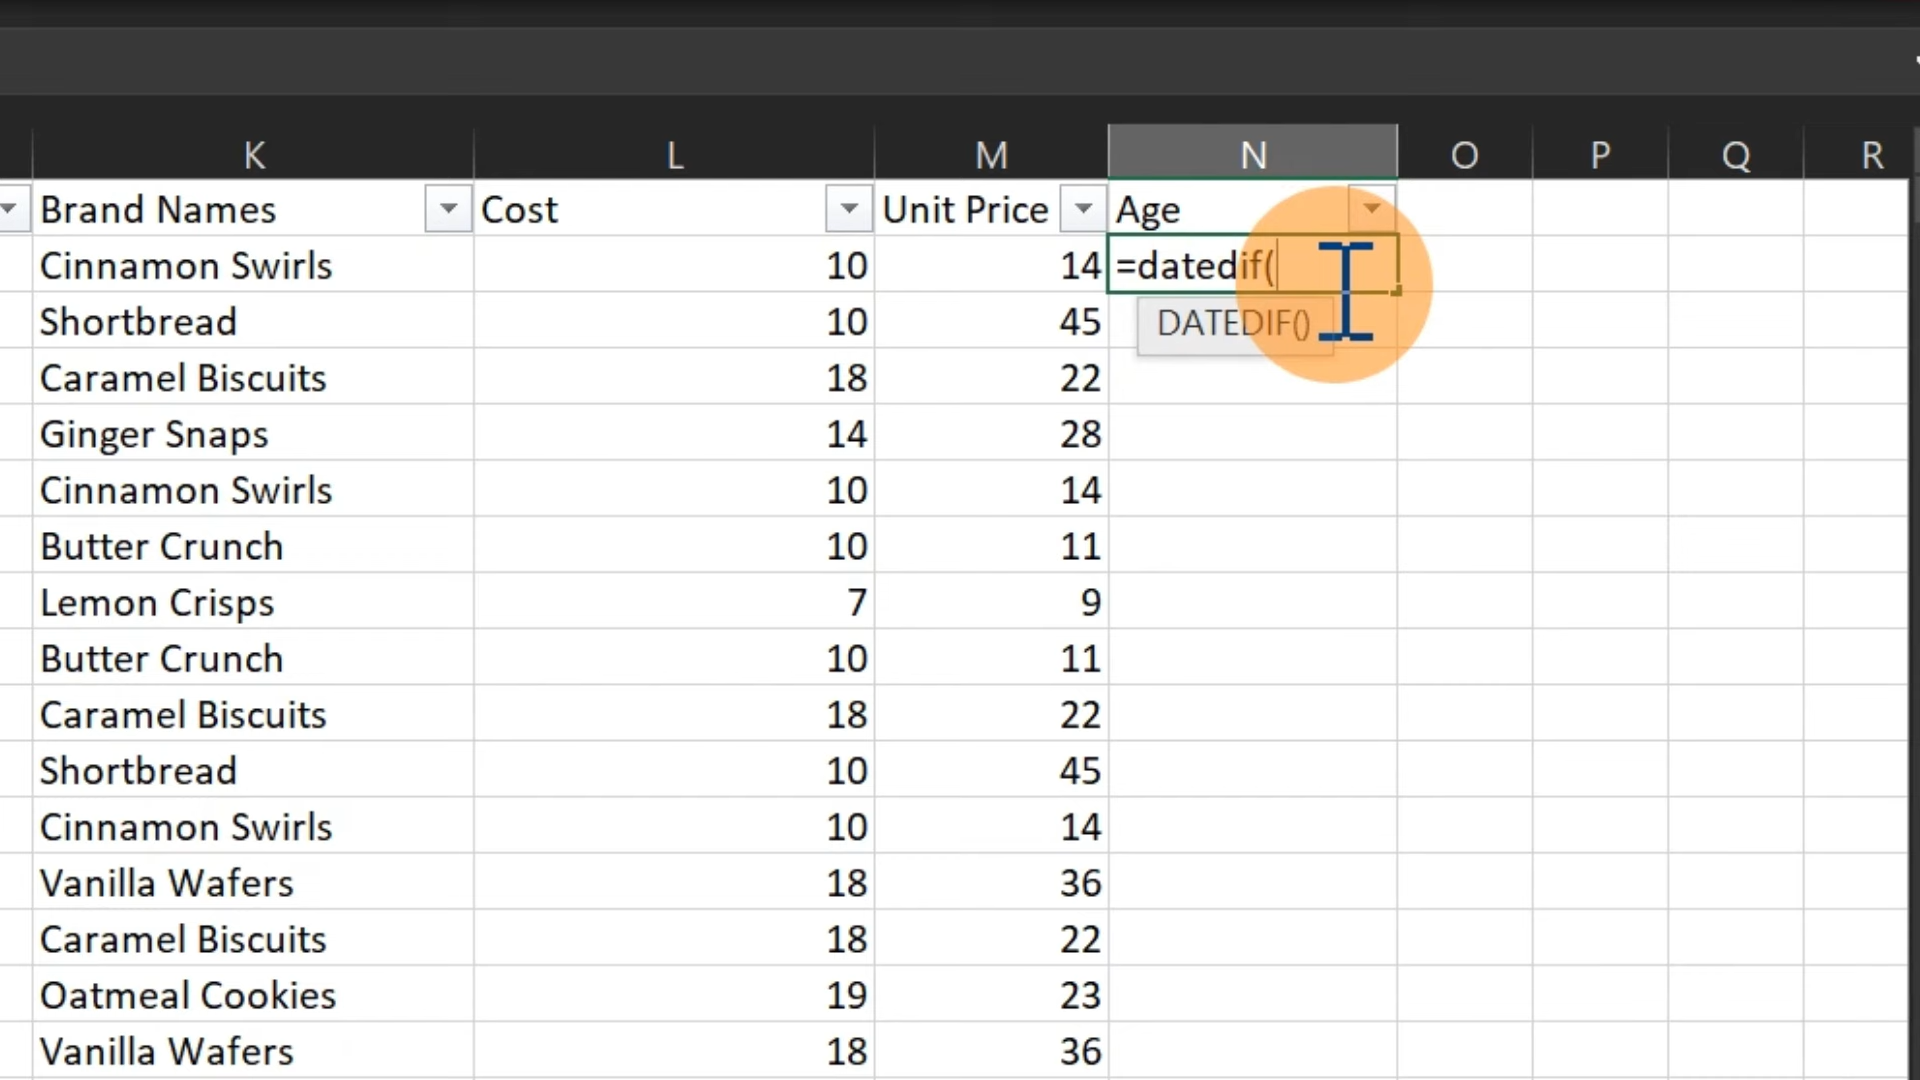 K L M N O P Q R
Brand Names Cost Unit Price Age
Cinnamon Swirls 10 14 =datedif(
Shortbread 10 45 DATEDIF()
Caramel Biscuits 18 22
Ginger Snaps 14 28
Cinnamon Swirls 10 14
Butter Crunch 10 11
Lemon Crisps 7 9
Butter Crunch 10 11
Caramel Biscuits 18 22
Shortbread 10 45
Cinnamon Swirls 10 14
Vanilla Wafers 18 36
Caramel Biscuits 18 22
Oatmeal Cookies 19 23
Vanilla Wafers 18 36